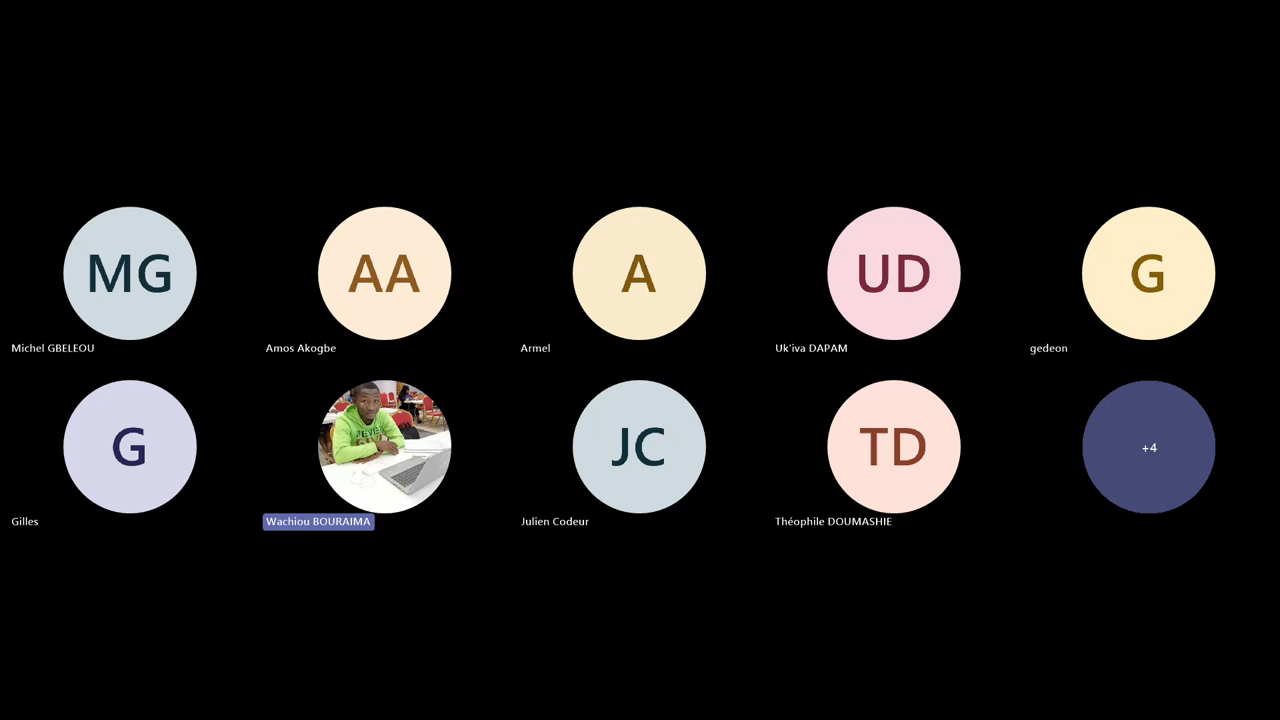 MG
AA
A
UD
G
Michel GBELEOU
Amos Akogbe
Armel
Uk'iva DAPAM
gedeon
G
JC
TD
+4
Gilles
Wachiou BOURAIMA
Julien Codeur
Théophile DOUMASHIE